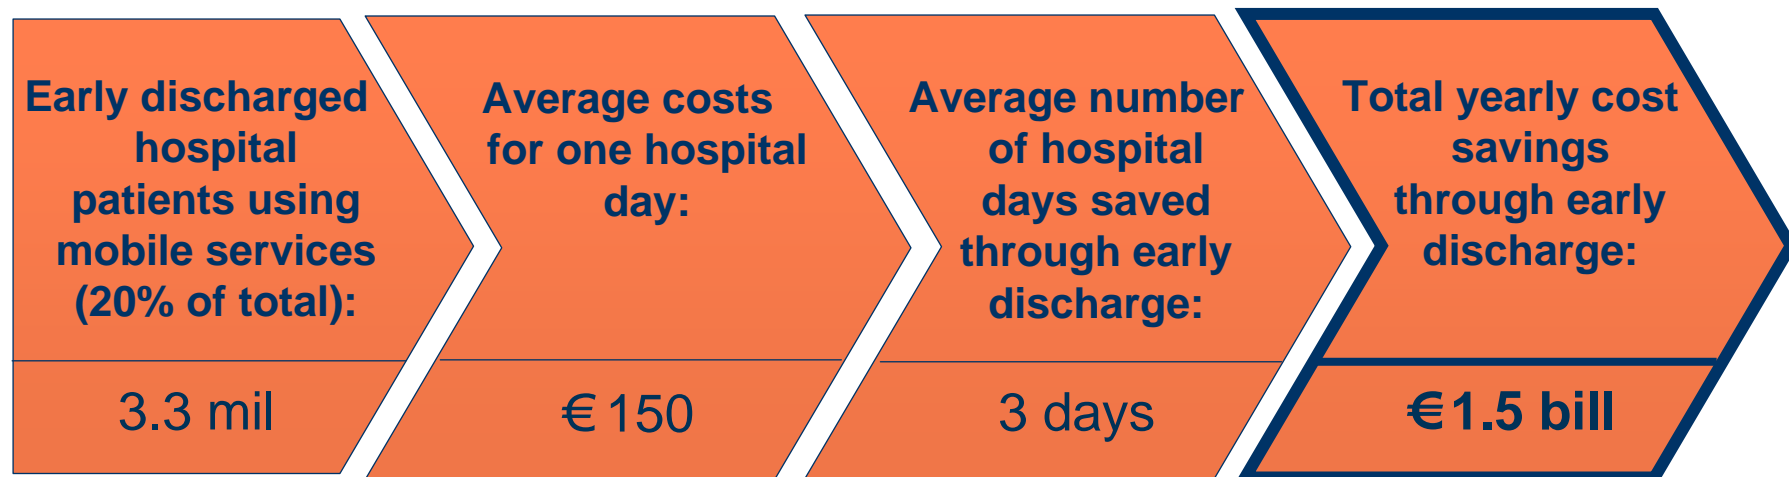 Early discharged
hospital
patients using
mobile services
(20% of total):
3.3 mil
Average costs
for one hospital
day:
€150
Average number
of hospital
days saved
through early
discharge:
3 days
Total yearly cost
savings
through early
discharge:
€1.5 bill